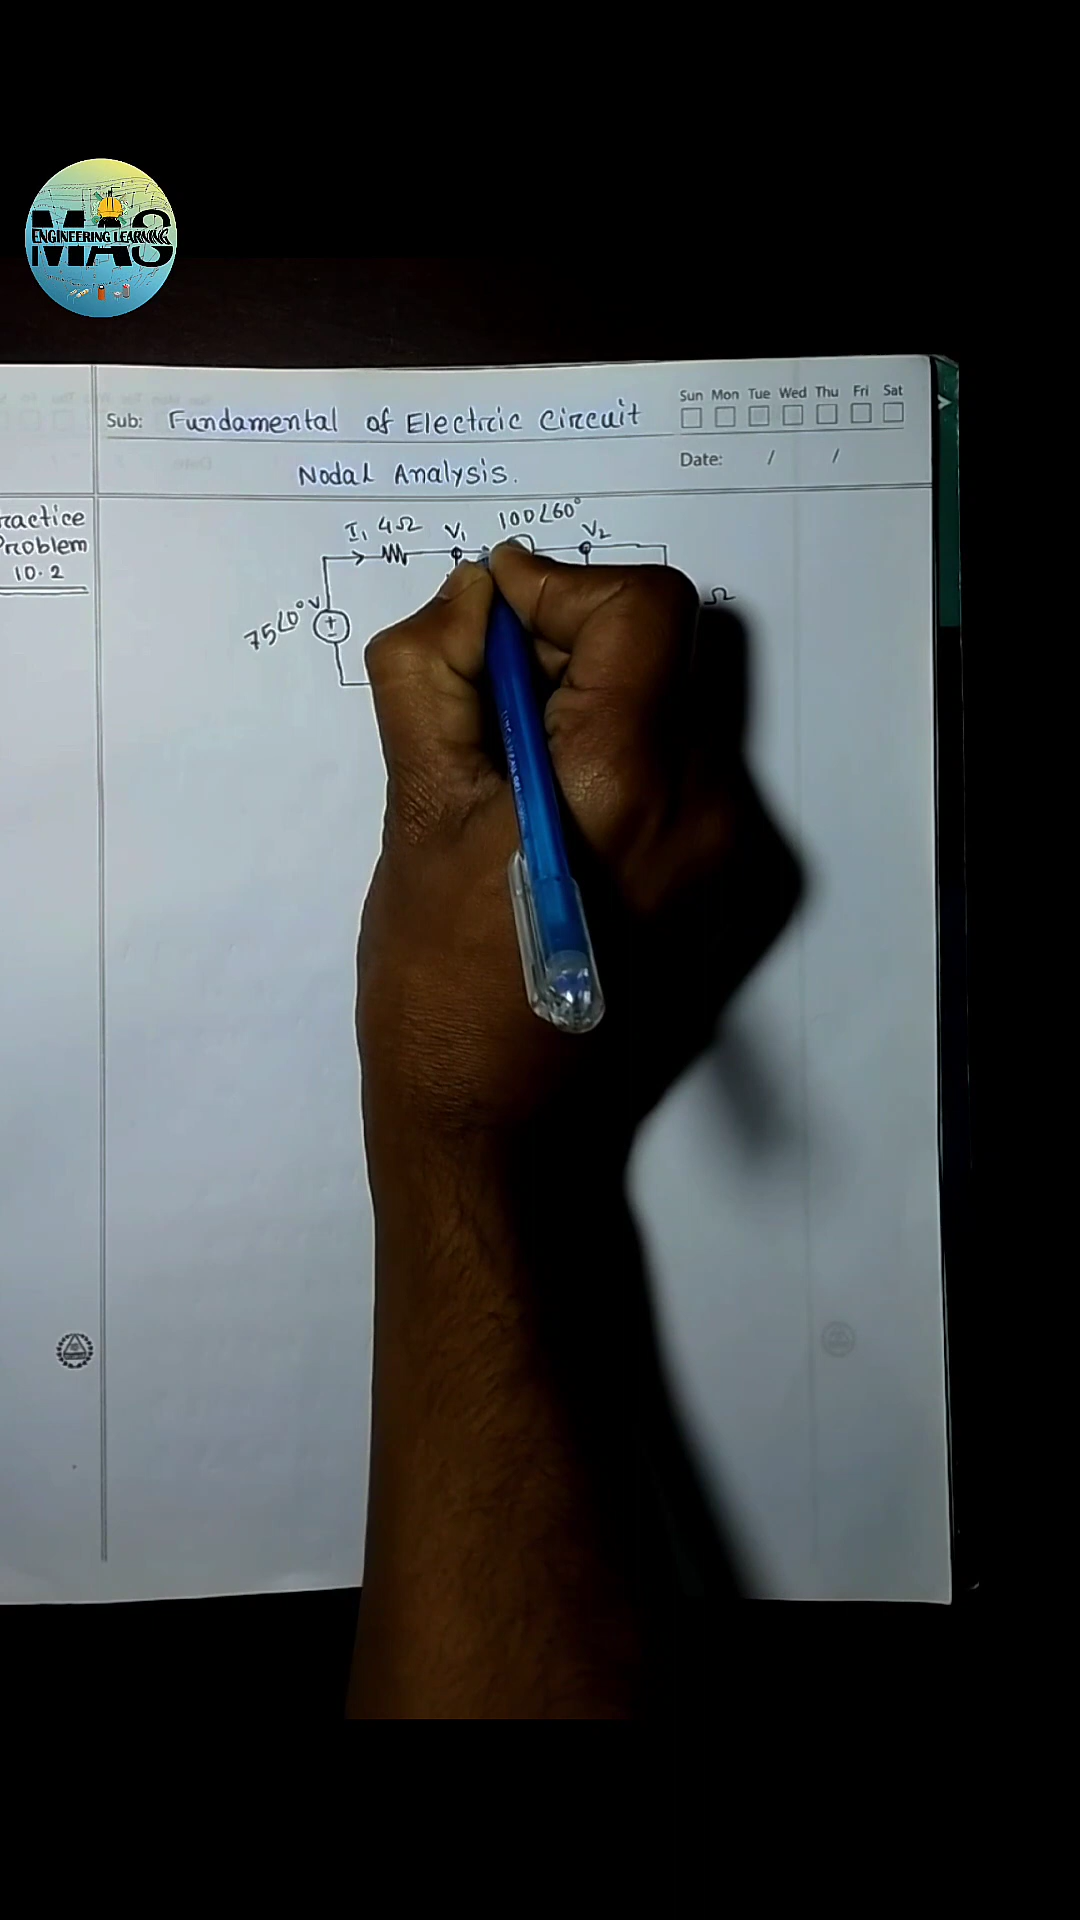 MAS
ENGINEERING LEARNING
Sun Mon Tue Wed Thu Fri Sat
Sub: Fundamental of Electric Circuit
Date: / /
Nodal Analysis.
ractice
Problem
10.2
I₁ 4Ω V₁ 100∠60° V₂
75∠0° V
+
-
Ω